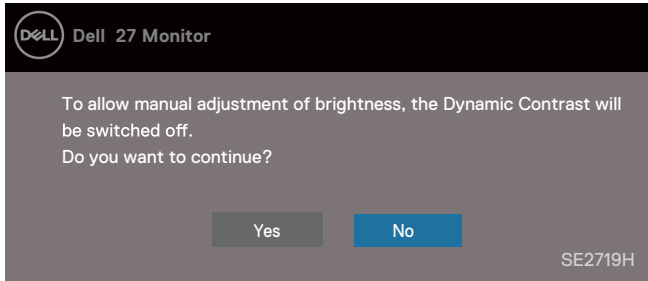 DELL Dell 27 Monitor
To allow manual adjustment of brightness, the Dynamic Contrast will
be switched off.
Do you want to continue?
Yes No
SE2719H